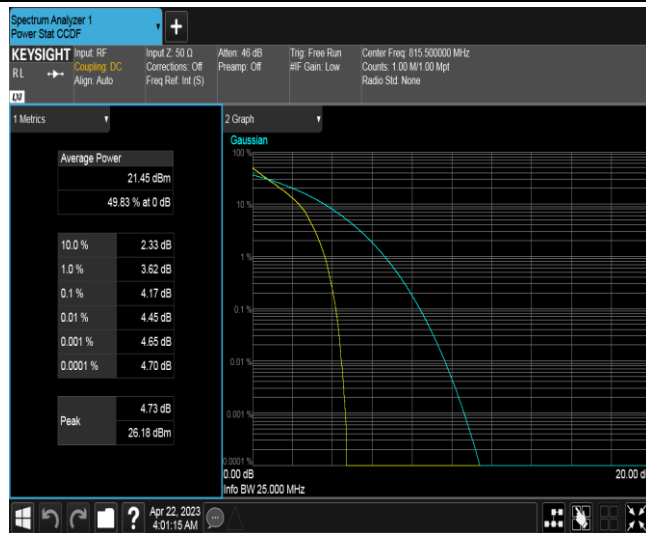 Spectrum Analyzer 1
Power Stat CCDF
KEYSIGHT
RL
Input: RF
Coupling: DC
Align: Auto
Input Z: 50 Ω
Corrections: Off
Freq Ref: Int (S)
Atten: 46 dB
Preamp: Off
Trig: Free Run
#IF Gain: Low
Center Freq: 815.500000 MHz
Counts: 1.00 M/1.00 Mpt
Radio Std: None
1 Metrics
Average Power
21.45 dBm
49.83 % at 0 dB
10.0 % 2.33 dB
1.0 % 3.62 dB
0.1 % 4.17 dB
0.01 % 4.45 dB
0.001 % 4.65 dB
0.0001 % 4.70 dB
Peak
4.73 dB
26.18 dBm
2 Graph
Gaussian
100 %
10 %
1 %
0.1 %
0.01 %
0.001 %
0.0001 %
0.00 dB
20.00 d
Info BW 25.000 MHz
Apr 22, 2023
4:01:15 AM